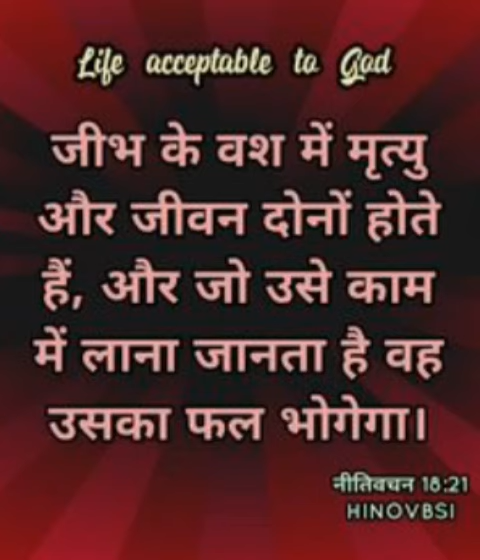 Life acceptable to God
जीभ के वश में मृत्यु
और जीवन दोनों होते
हैं, और जो उसे काम
में लाना जानता है वह
उसका फल भोगेगा।
नीतिवचन 18:21
HINOVBSI